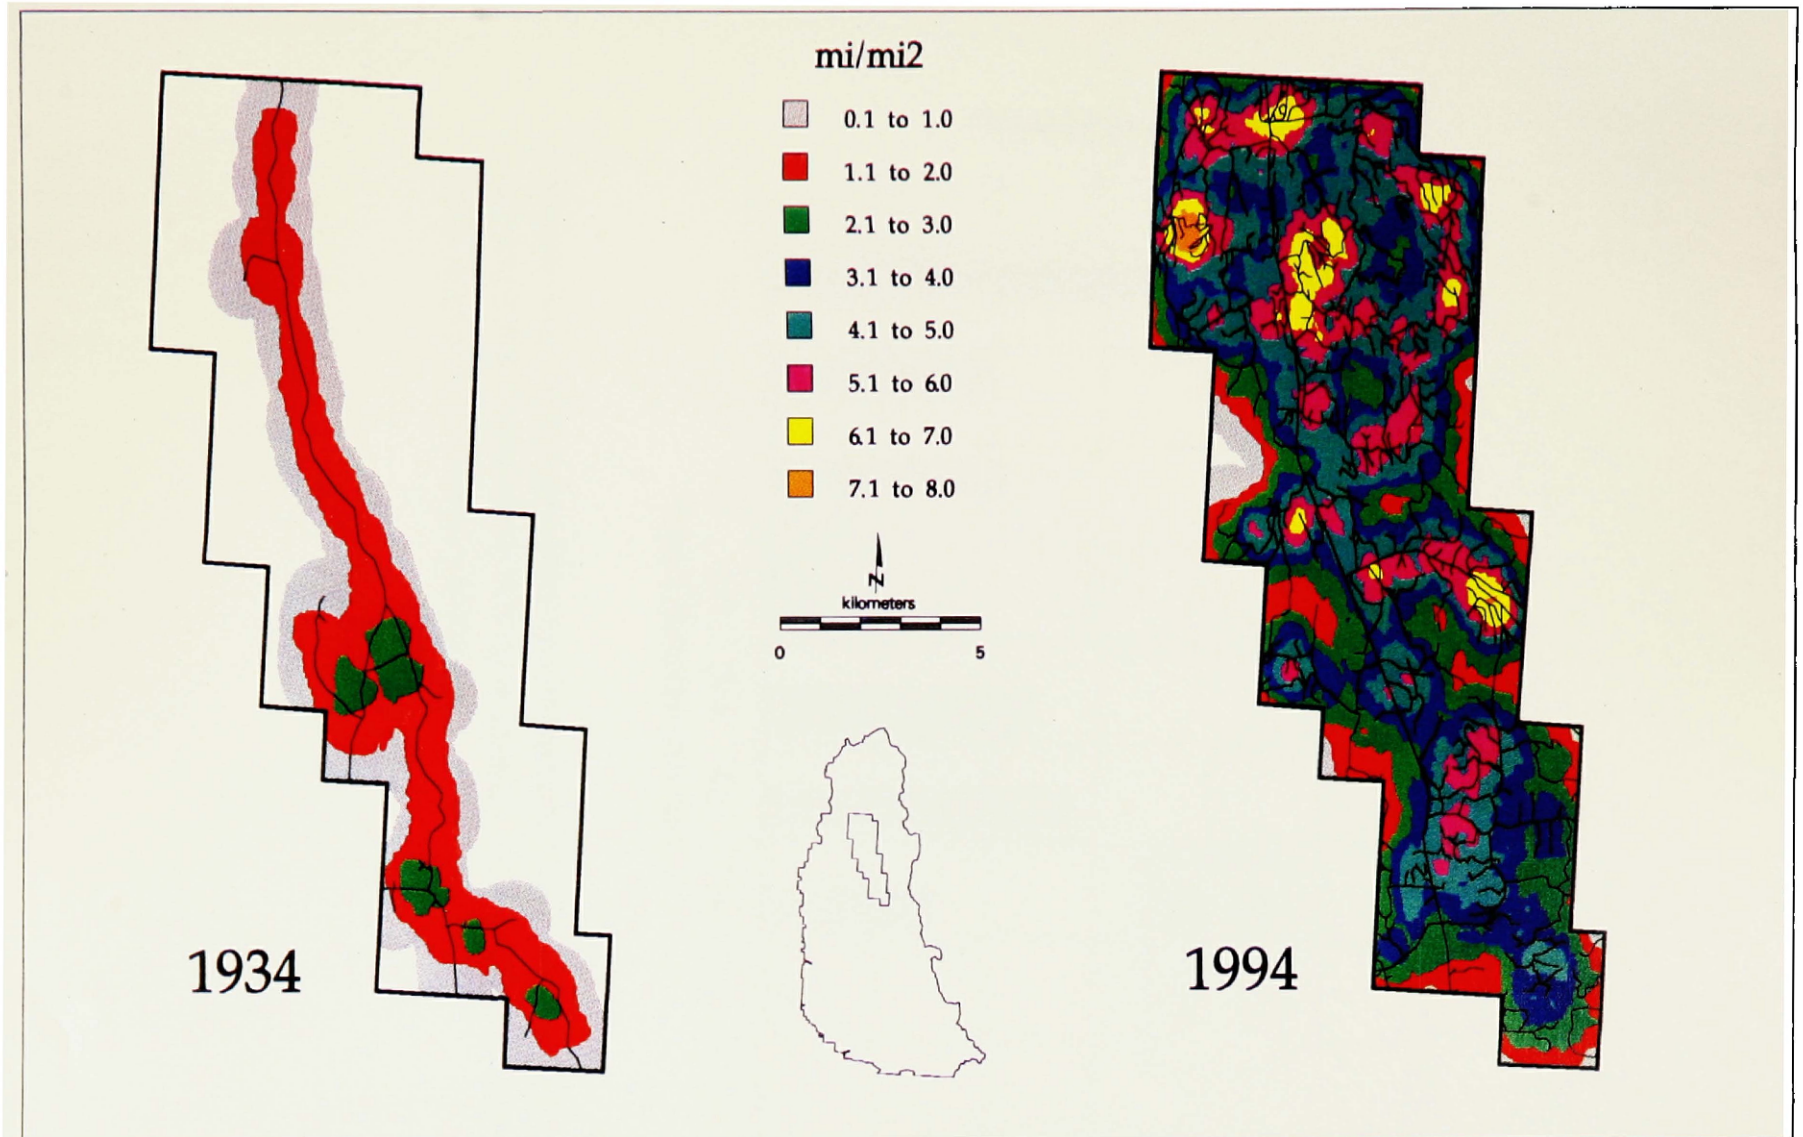 mi/mi2
0.1 to 1.0
1.1 to 2.0
2.1 to 3.0
3.1 to 4.0
4.1 to 5.0
5.1 to 6.0
6.1 to 7.0
7.1 to 8.0
N
kilometers
0 5
1934
1994